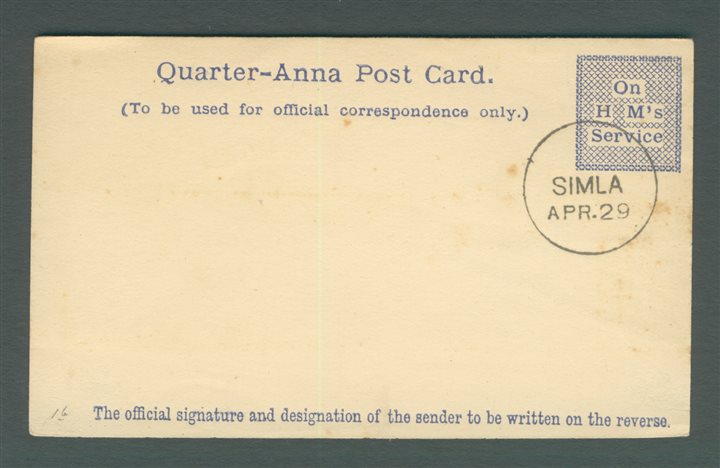 Quarter-Anna Post Card.
(To be used for official correspondence only.)
On
H M's
Service
SIMLA
APR.29
16
The official signature and designation of the sender to be written on the reverse.